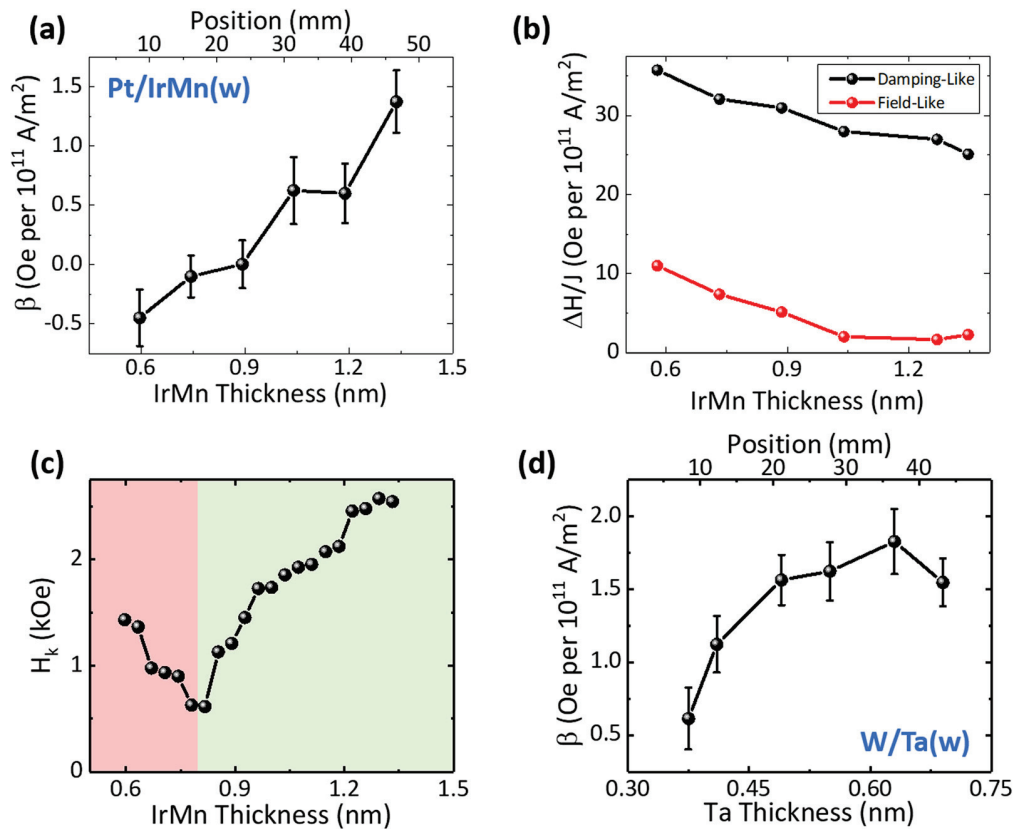 (a)
Position (mm)
10 20 30 40 50
Pt/IrMn(w)
β (Oe per 10¹¹ A/m²)
1.5
1.0
0.5
0.0
-0.5
0.6 0.9 1.2 1.5
IrMn Thickness (nm)
(b)
Damping-Like
Field-Like
ΔH/J (Oe per 10¹¹ A/m²)
30
20
10
0
0.6 0.9 1.2
IrMn Thickness (nm)
(c)
Hₖ (kOe)
2
1
0
0.6 0.9 1.2 1.5
IrMn Thickness (nm)
(d)
Position (mm)
10 20 30 40
β (Oe per 10¹¹ A/m²)
2.0
1.5
1.0
0.5
W/Ta(w)
0.30 0.45 0.60 0.75
Ta Thickness (nm)